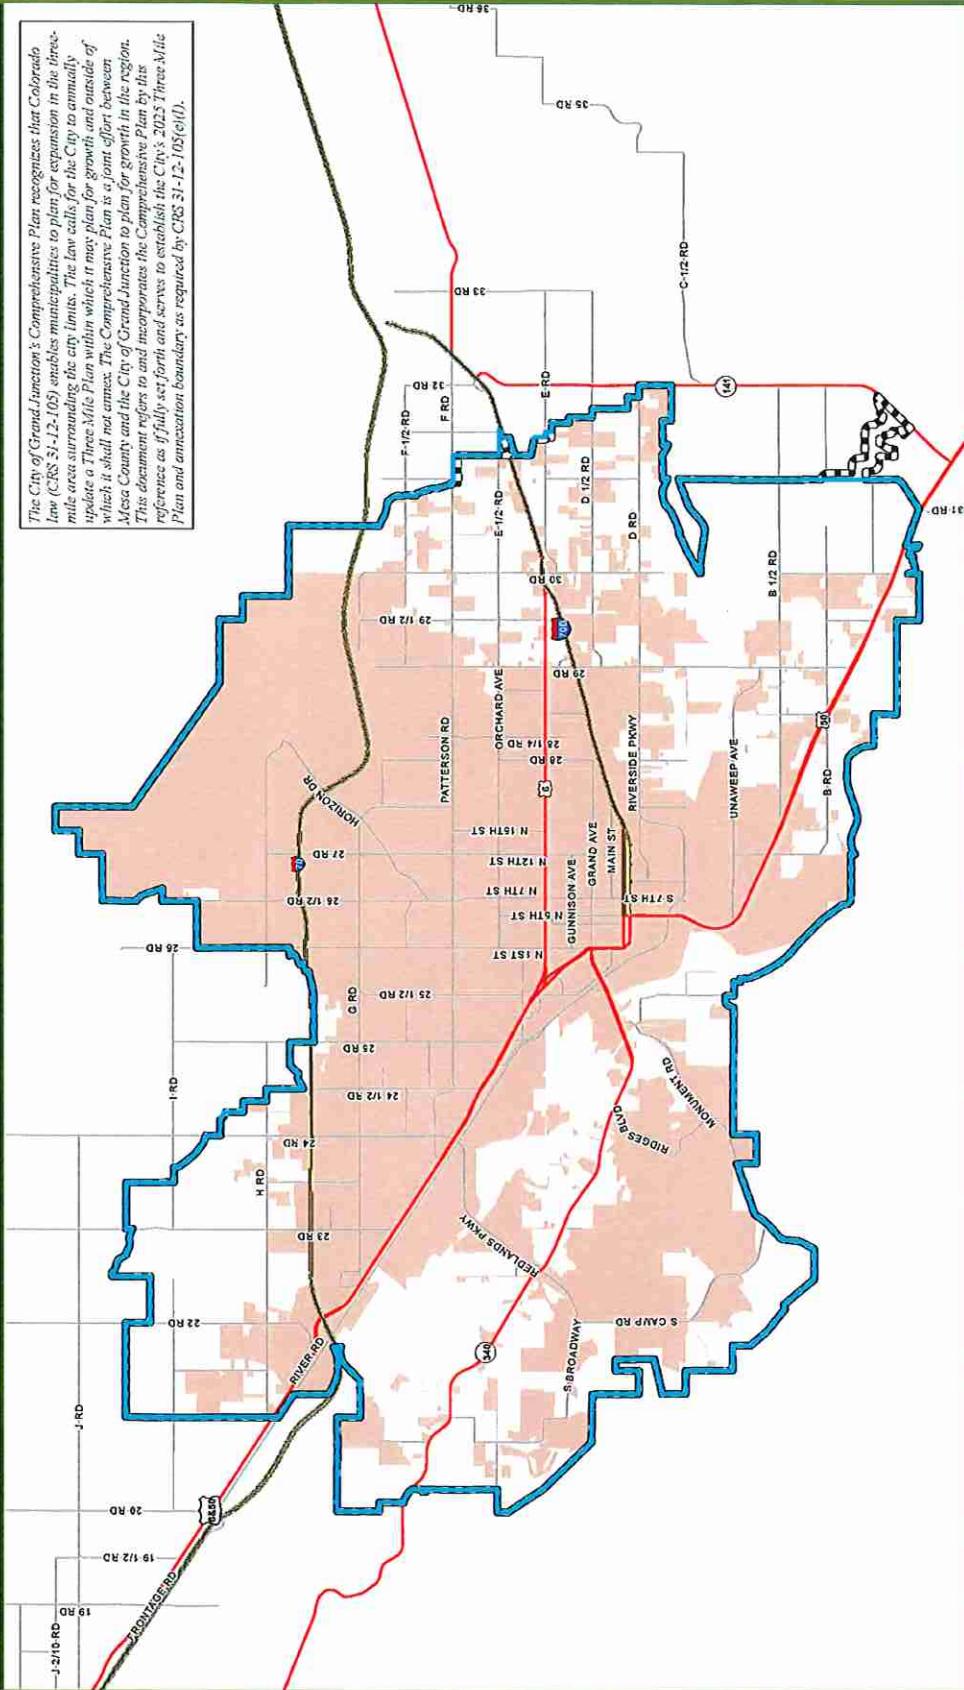 The City of Grand Junction's Comprehensive Plan recognizes that Colorado
law (CRS 31-12-105) enables municipalities to plan for expansion in the three-
mile area surrounding the city limits. The law calls for the City to annually
update a Three Mile Plan within which it may plan for growth and outside of
which it shall not annex. The Comprehensive Plan is a joint effort between
Mesa County and the City of Grand Junction to plan for growth in the region.
This document refers to and incorporates the Comprehensive Plan by this
reference as if fully set forth and serves to establish the City's 2025 Three Mile
Plan and annexation boundary as required by CRS 31-12-105(e)(I).
36 RD
35 RD
C-1/2-RD
33 RD
32 RD
F-1/2-RD
F RD
E-RD
141
E-1/2-RD
D 1/2 RD
D RD
31-RD
30 RD
B 1/2 RD
29 1/2 RD
70B
29 RD
ORCHARD AVE
PATTERSON RD
28 1/4 RD
28 RD
RIVERSIDE PKWY
UNAWEEP AVE
50
B-RD
6
HORIZON DR
N 15TH ST
27 RD
70
N 12TH ST
GRAND AVE
MAIN ST
26 1/2 RD
N 7TH ST
GUNNISON AVE
S 7TH ST
N 5TH ST
26 RD
N 1ST ST
G RD
25 1/2 RD
25 RD
I RD
24 1/2 RD
MONUMENT RD
24 RD
RIDGES BLVD
H RD
23 RD
REDLANDS PKWY
22 RD
S CAMP RD
RIVER RD
340
S BROADWAY
J-RD
20 RD
6&50
19 1/2 RD
19 RD
FRONTAGE RD
J-2/10-RD